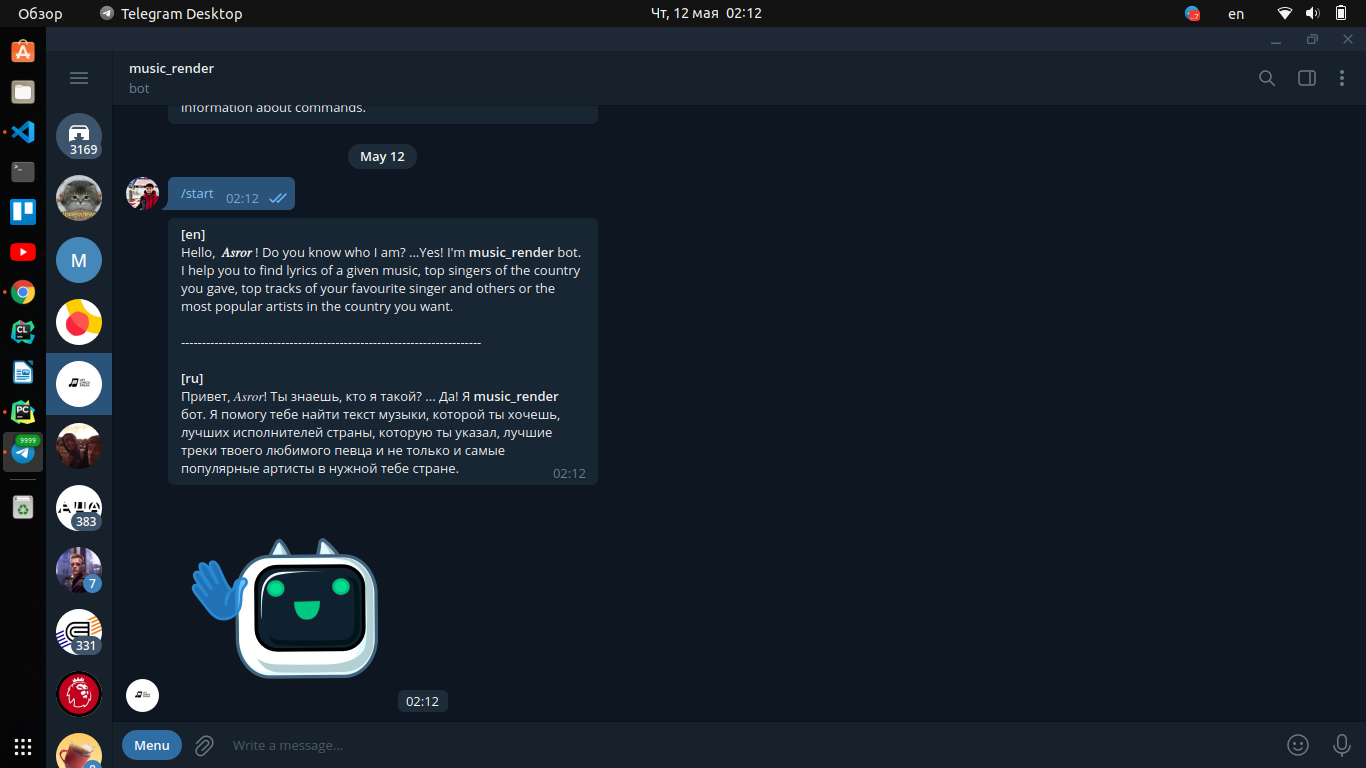 Обзор
Telegram Desktop
Чт, 12 мая 02:12
7
en
music_render
bot
information about commands.
3169
May 12
/start 02:12
[en]
Hello, Asror ! Do you know who I am? ...Yes! I'm music_render bot.
I help you to find lyrics of a given music, top singers of the country
you gave, top tracks of your favourite singer and others or the
most popular artists in the country you want.
------------------------------------------------------------------------
[ru]
Привет, Asror! Ты знаешь, кто я такой? ... Да! Я music_render
бот. Я помогу тебе найти текст музыки, которой ты хочешь,
лучших исполнителей страны, которую ты указал, лучшие
треки твоего любимого певца и не только и самые
популярные артисты в нужной тебе стране.
02:12
M
CL
PC
9999
383
7
331
02:12
Menu
Write a message...